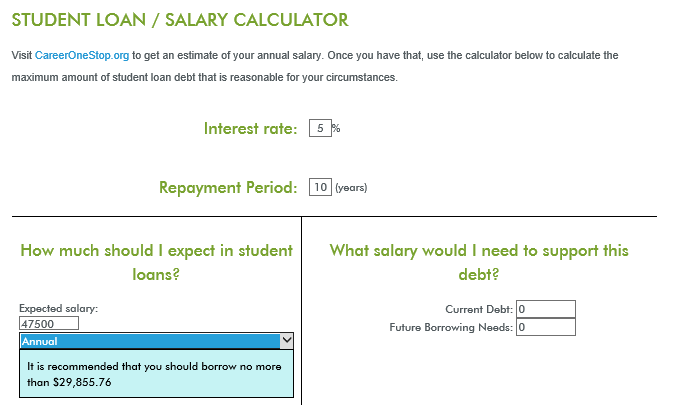 STUDENT LOAN / SALARY CALCULATOR
Visit CareerOneStop.org to get an estimate of your annual salary. Once you have that, use the calculator below to calculate the
maximum amount of student loan debt that is reasonable for your circumstances.
Interest rate: 5 %
Repayment Period: 10 (years)
How much should I expect in student
loans?
Expected salary:
47500
Annual
It is recommended that you should borrow no more
than $29,855.76
What salary would I need to support this
debt?
Current Debt: 0
Future Borrowing Needs: 0